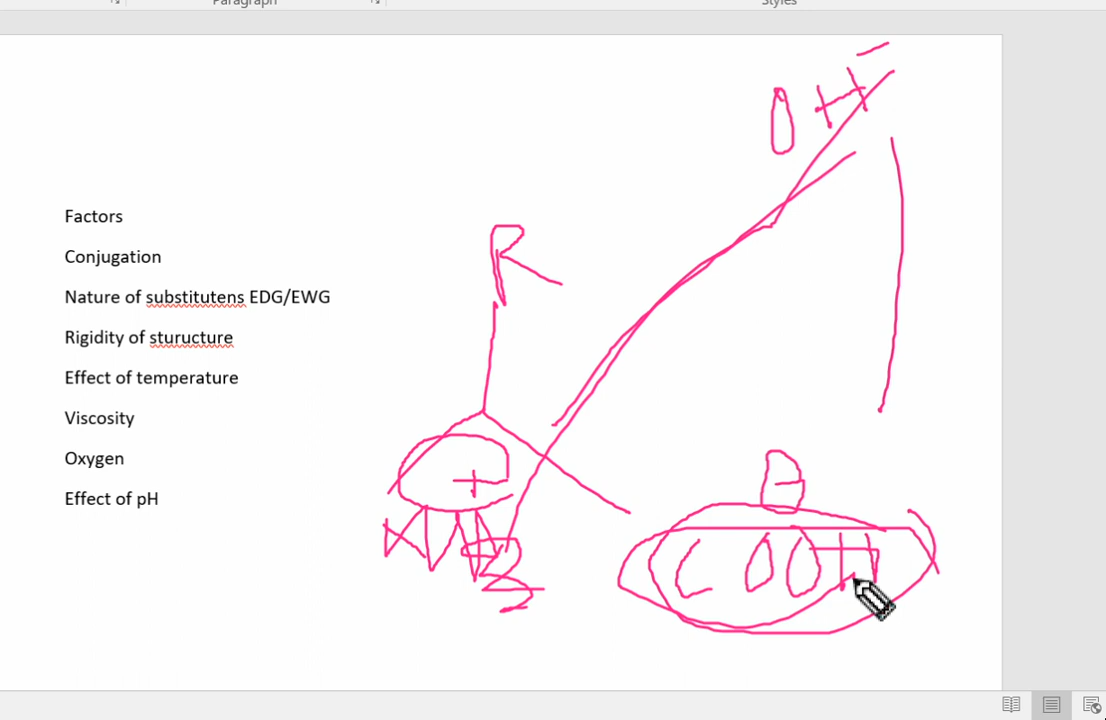 Paragraph
Styles
OH⁻
Factors
R
Conjugation
Nature of substitutens EDG/EWG
Rigidity of sturucture
Effect of temperature
Viscosity
Oxygen
+
Effect of pH
COOH